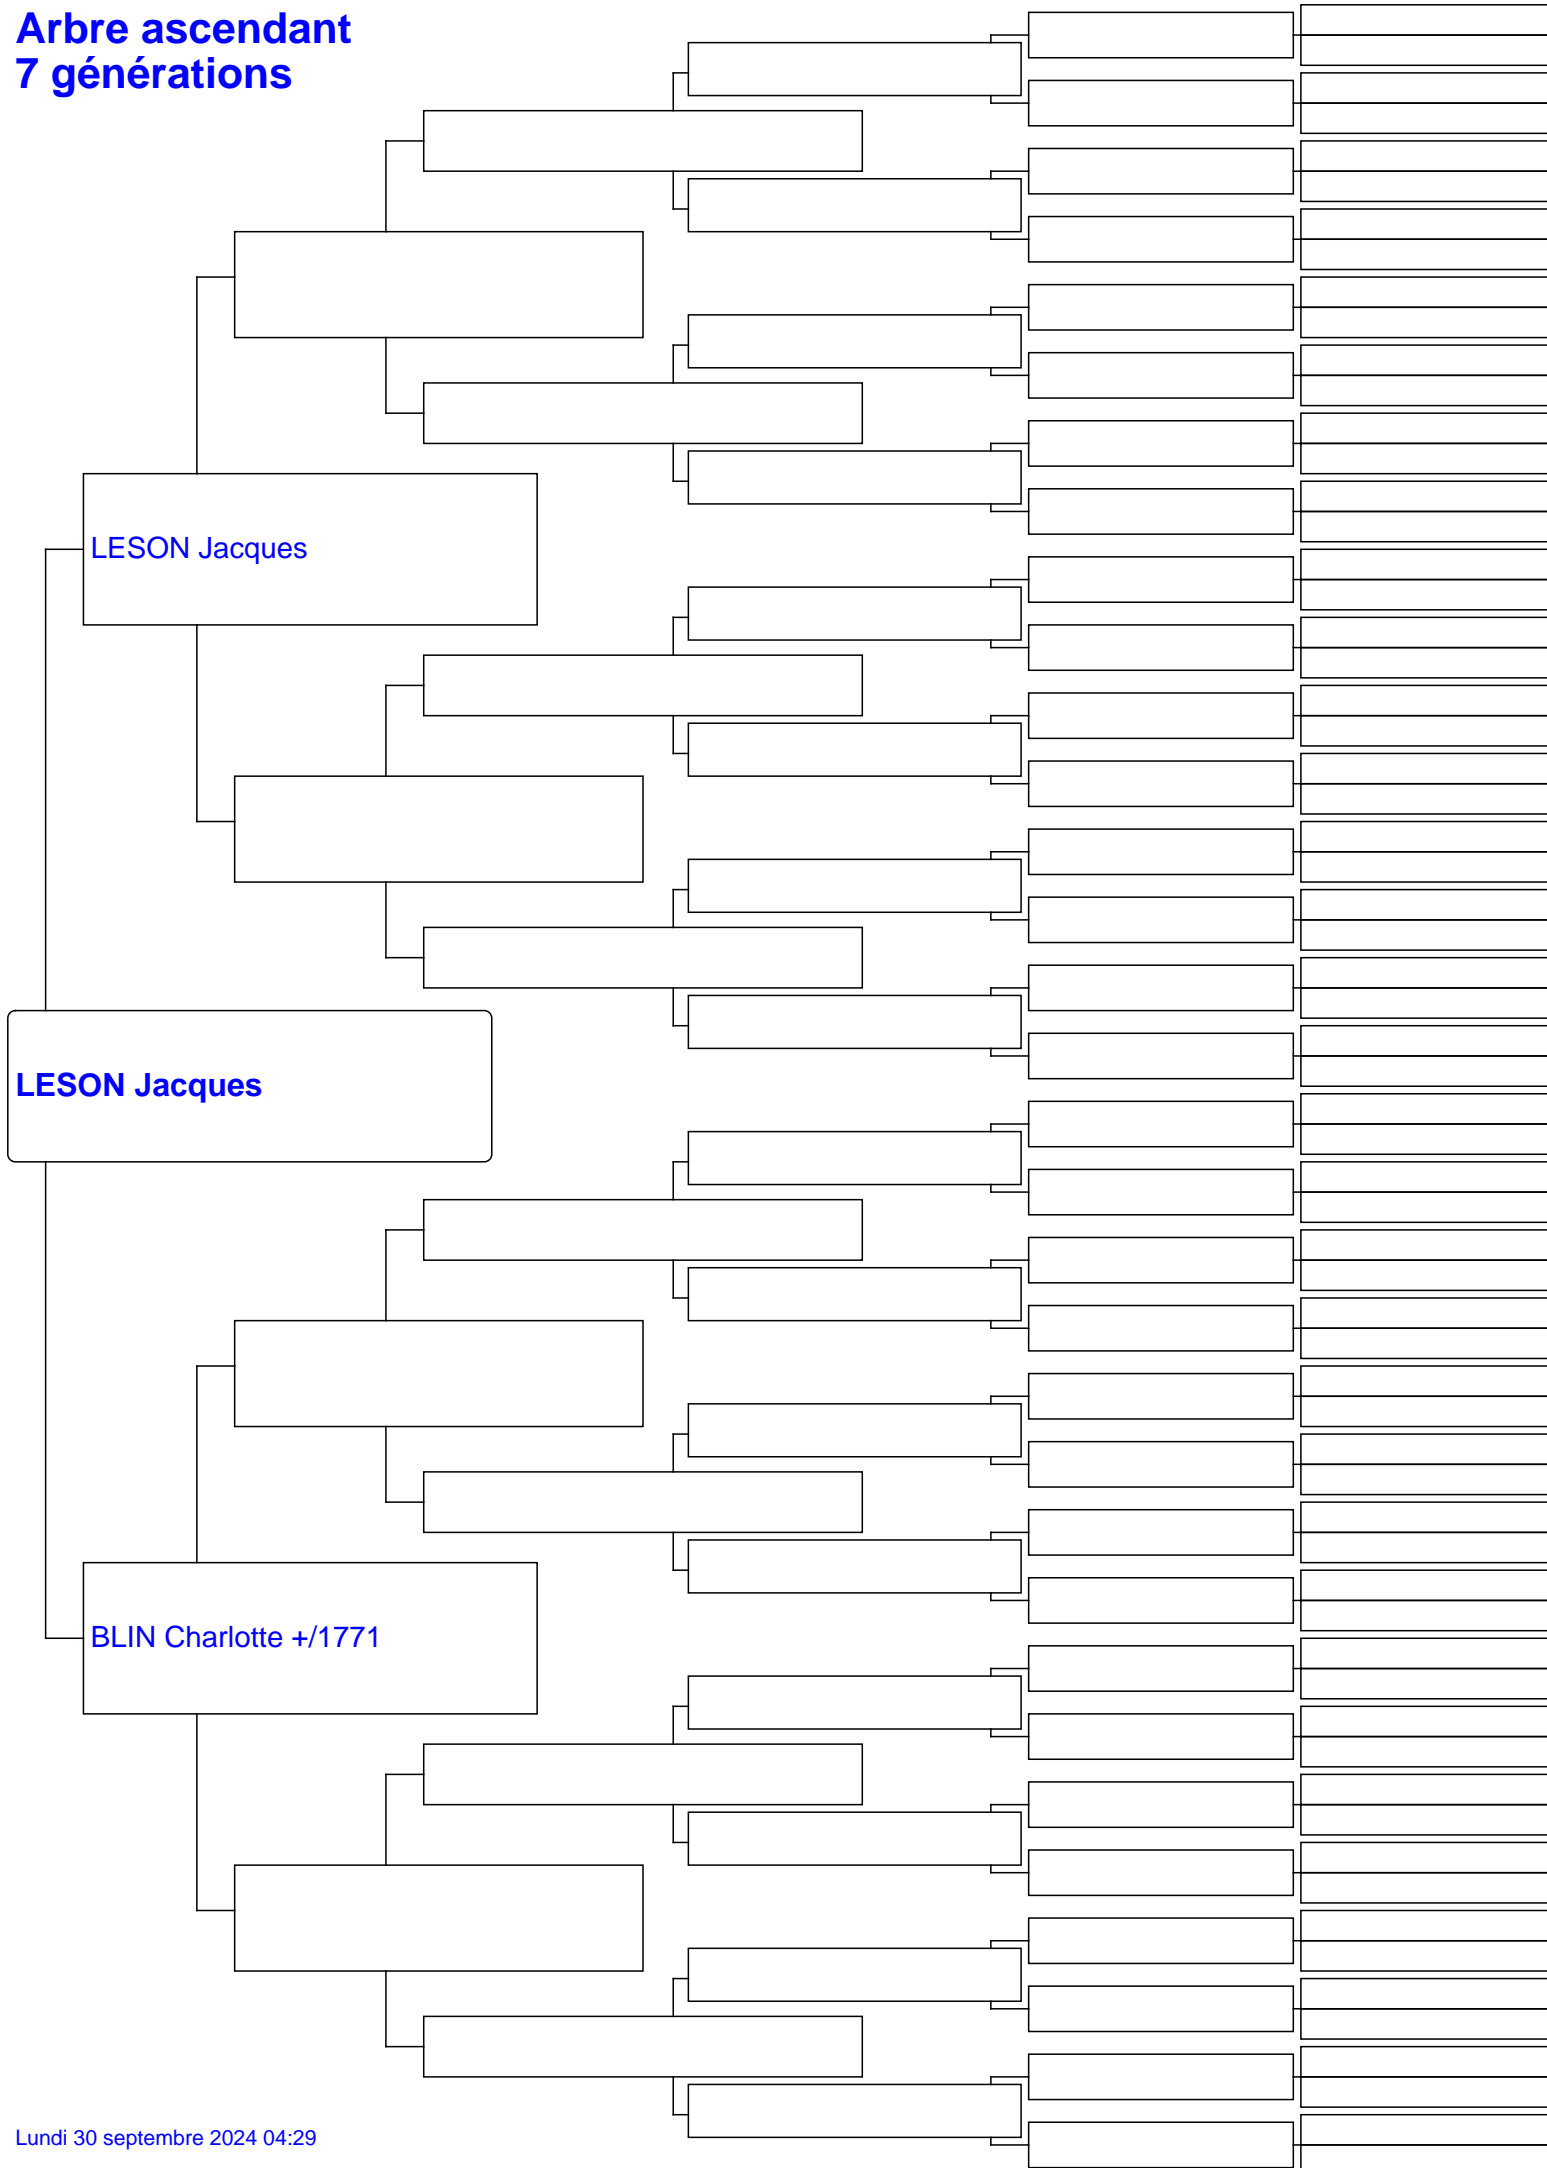 Arbre ascendant
7 générations
LESON Jacques
LESON Jacques
BLIN Charlotte +/1771
Lundi 30 septembre 2024 04:29